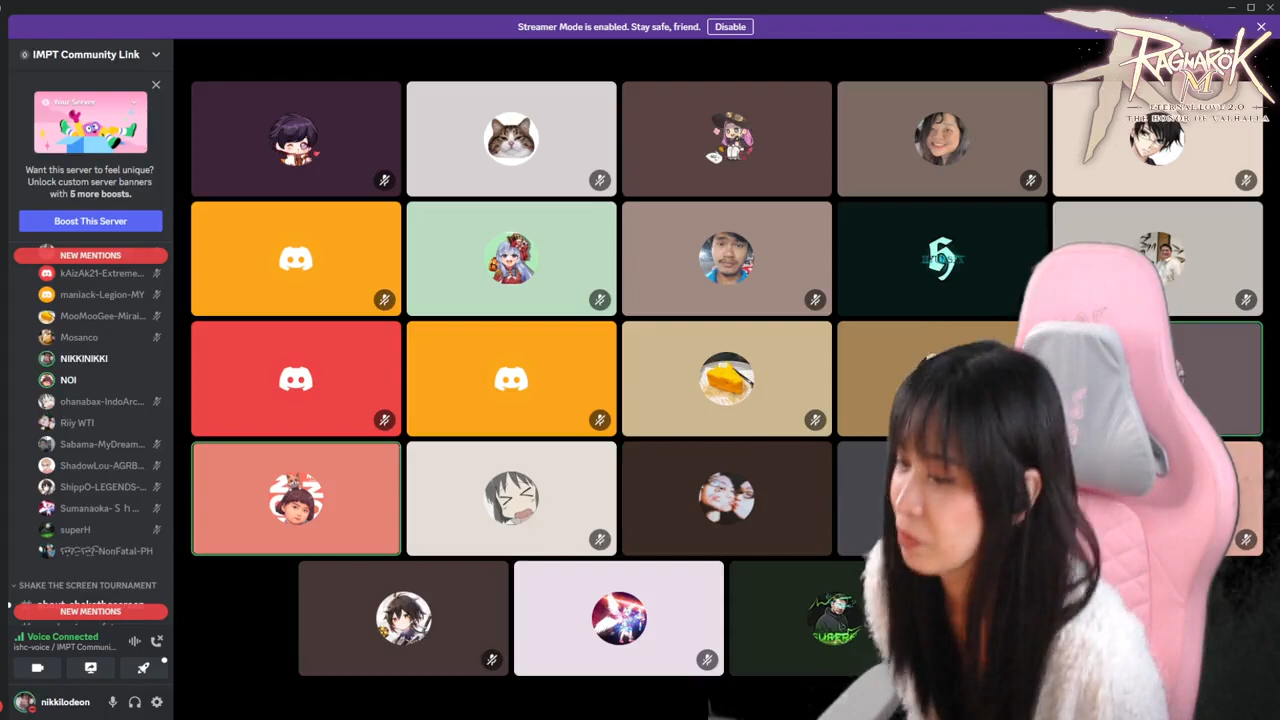 Streamer Mode is enabled. Stay safe, friend.
Disable
IMPT Community Link
Your Server
Want this server to feel unique?
Unlock custom server banners
with 5 more boosts.
Boost This Server
NEW MENTIONS
kAizAk21-Extreme...
maniack-Legion-MY
MooMooGee-Mirai...
Mosanco
NIKKINIKKI
NOI
ohanabax-IndoArc...
Riiy WTI
Sabama-MyDream...
ShadowLou-AGRB...
ShippO-LEGENDS-...
Sumanaoka-Ｓｈ...
superH
-NonFatal-PH
SHAKE THE SCREEN TOURNAMENT
NEW MENTIONS
Voice Connected
ishc-voice / IMPT Communi...
nikkilodeon
RAGNARÖK
M
ETERNAL LOVE 2.0
THE HONOR OF VALHALLA